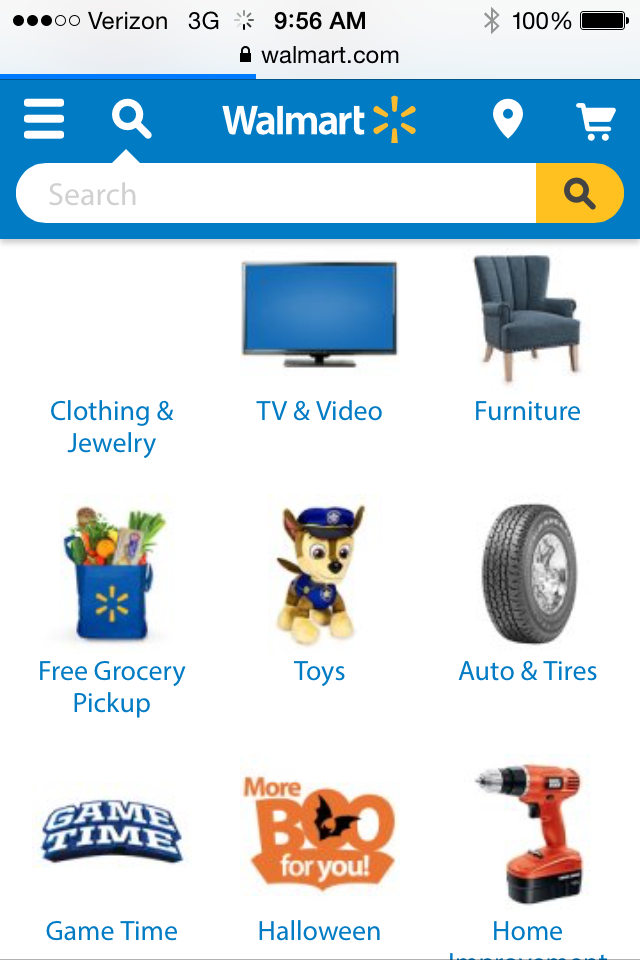 Verizon 3G 9:56 AM 100%
walmart.com
Walmart
Search
Clothing &
Jewelry
TV & Video
Furniture
Free Grocery
Pickup
Toys
Auto & Tires
GAME
TIME
More
BOO
for you!
Game Time
Halloween
Home
Improvement